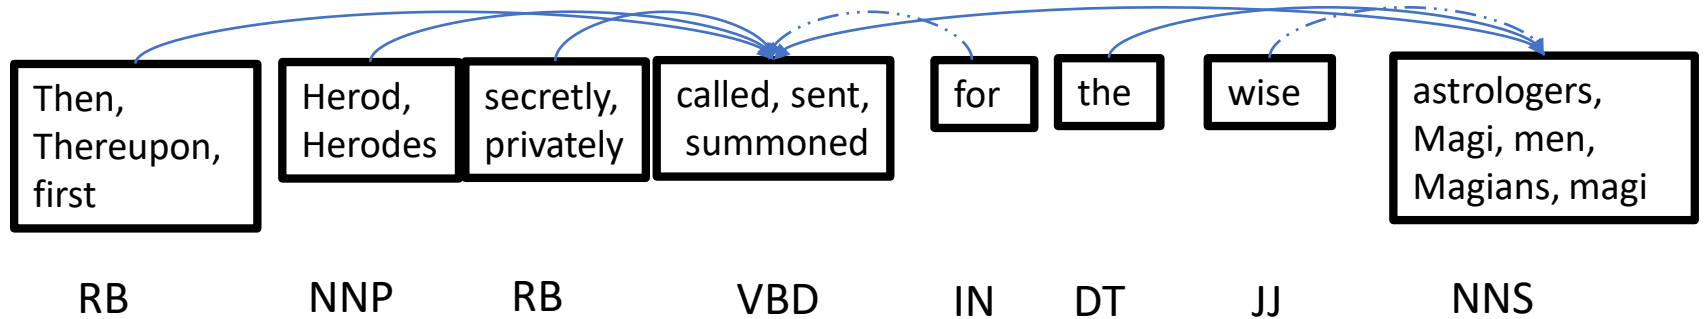 Then,
Thereupon,
first
Herod,
Herodes
secretly,
privately
called, sent,
summoned
for
the
wise
astrologers,
Magi, men,
Magians, magi
RB NNP RB VBD IN DT JJ NNS